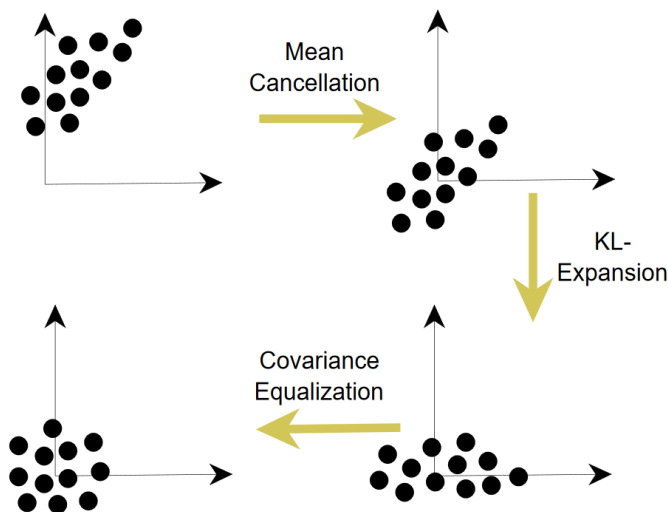 Mean
Cancellation
KL-
Expansion
Covariance
Equalization